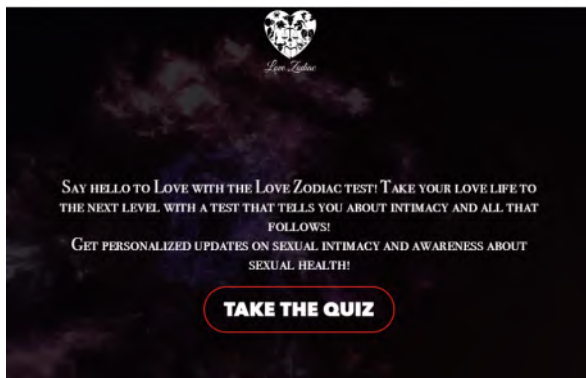 Love Zodiac
Say hello to Love with the Love Zodiac test! Take your love life to
the next level with a test that tells you about intimacy and all that
follows!
Get personalized updates on sexual intimacy and awareness about
sexual health!
TAKE THE QUIZ